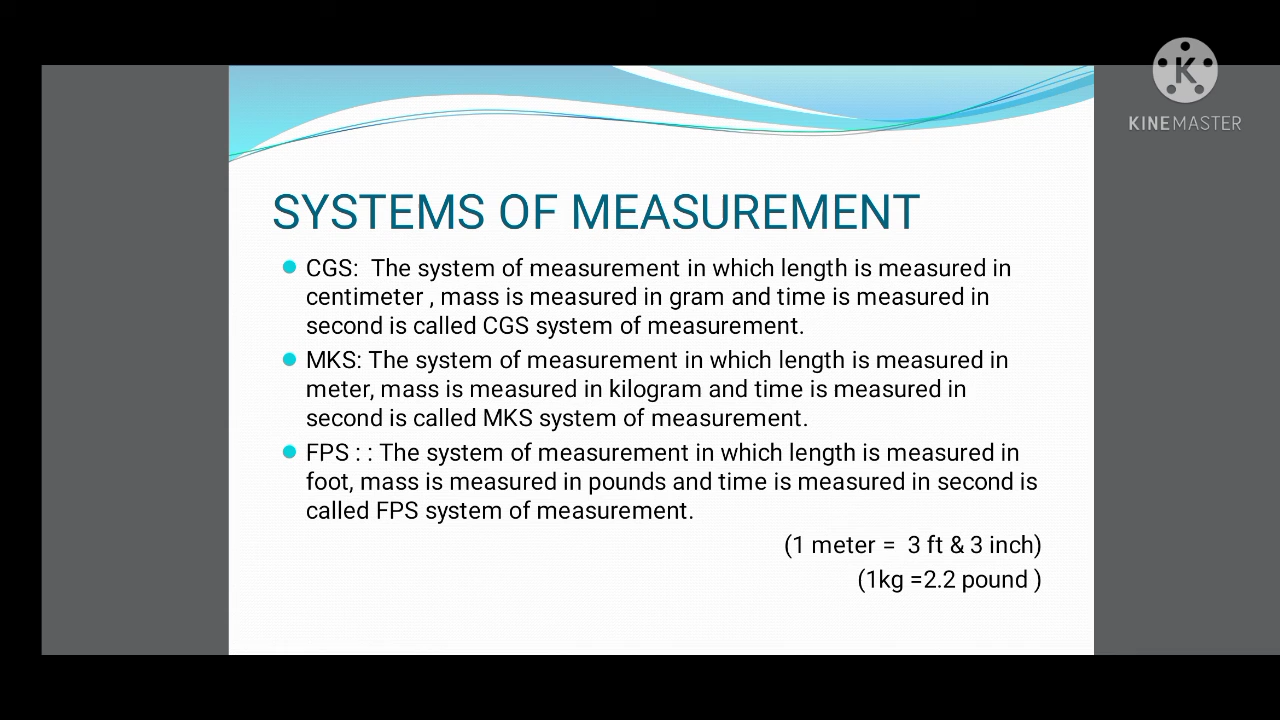 K
KINEMASTER
SYSTEMS OF MEASUREMENT
CGS:  The system of measurement in which length is measured in
centimeter , mass is measured in gram and time is measured in
second is called CGS system of measurement.
MKS: The system of measurement in which length is measured in
meter, mass is measured in kilogram and time is measured in
second is called MKS system of measurement.
FPS : : The system of measurement in which length is measured in
foot, mass is measured in pounds and time is measured in second is
called FPS system of measurement.
(1 meter =  3 ft & 3 inch)
(1kg =2.2 pound )